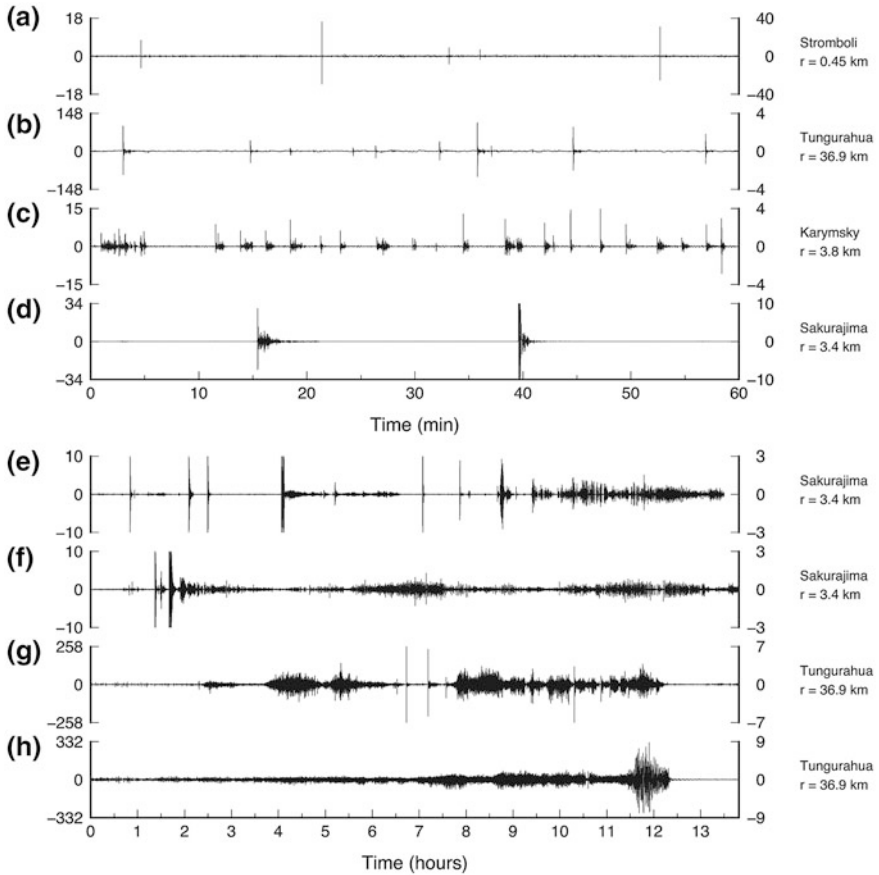 (a) 18 0 −18 40 0 −40 Stromboli
r = 0.45 km
(b) 148 0 −148 4 0 −4 Tungurahua
r = 36.9 km
(c) 15 0 −15 4 0 −4 Karymsky
r = 3.8 km
(d) 34 0 −34 10 0 −10 Sakurajima
r = 3.4 km
0 10 20 30 40 50 60
Time (min)
(e) 10 0 −10 3 0 −3 Sakurajima
r = 3.4 km
(f) 10 0 −10 3 0 −3 Sakurajima
r = 3.4 km
(g) 258 0 −258 7 0 −7 Tungurahua
r = 36.9 km
(h) 332 0 −332 9 0 −9 Tungurahua
r = 36.9 km
0 1 2 3 4 5 6 7 8 9 10 11 12 13
Time (hours)